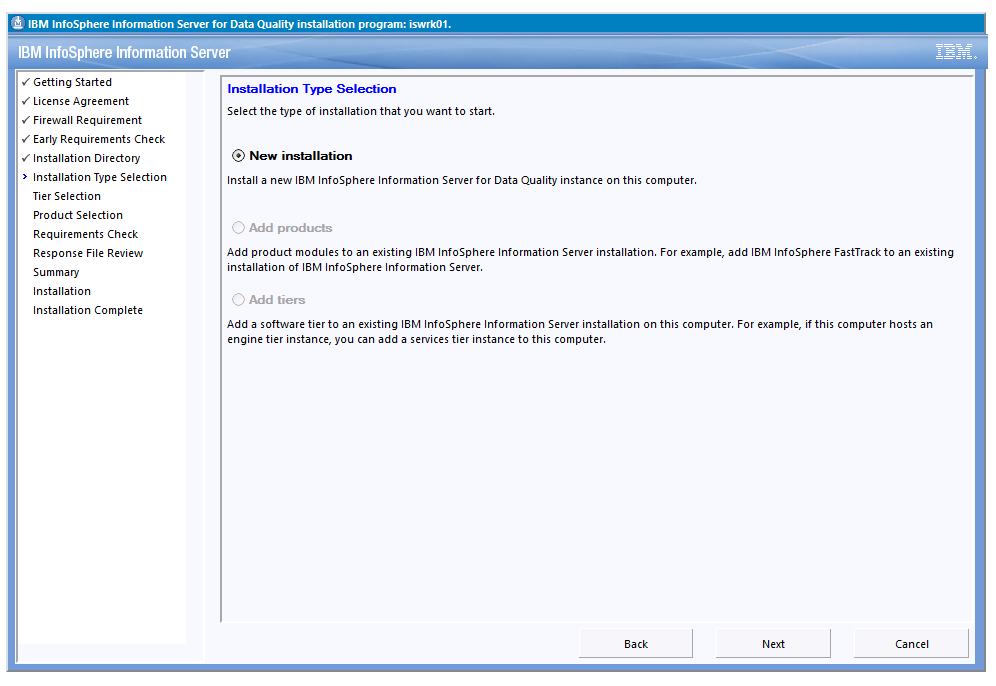 IBM InfoSphere Information Server for Data Quality installation program: iswrk01.
IBM InfoSphere Information Server
IBM.
✓ Getting Started
✓ License Agreement
✓ Firewall Requirement
✓ Early Requirements Check
✓ Installation Directory
> Installation Type Selection
Tier Selection
Product Selection
Requirements Check
Response File Review
Summary
Installation
Installation Complete
Installation Type Selection
Select the type of installation that you want to start.
New installation
Install a new IBM InfoSphere Information Server for Data Quality instance on this computer.
Add products
Add product modules to an existing IBM InfoSphere Information Server installation. For example, add IBM InfoSphere FastTrack to an existing
installation of IBM InfoSphere Information Server.
Add tiers
Add a software tier to an existing IBM InfoSphere Information Server installation on this computer. For example, if this computer hosts an
engine tier instance, you can add a services tier instance to this computer.
Back
Next
Cancel